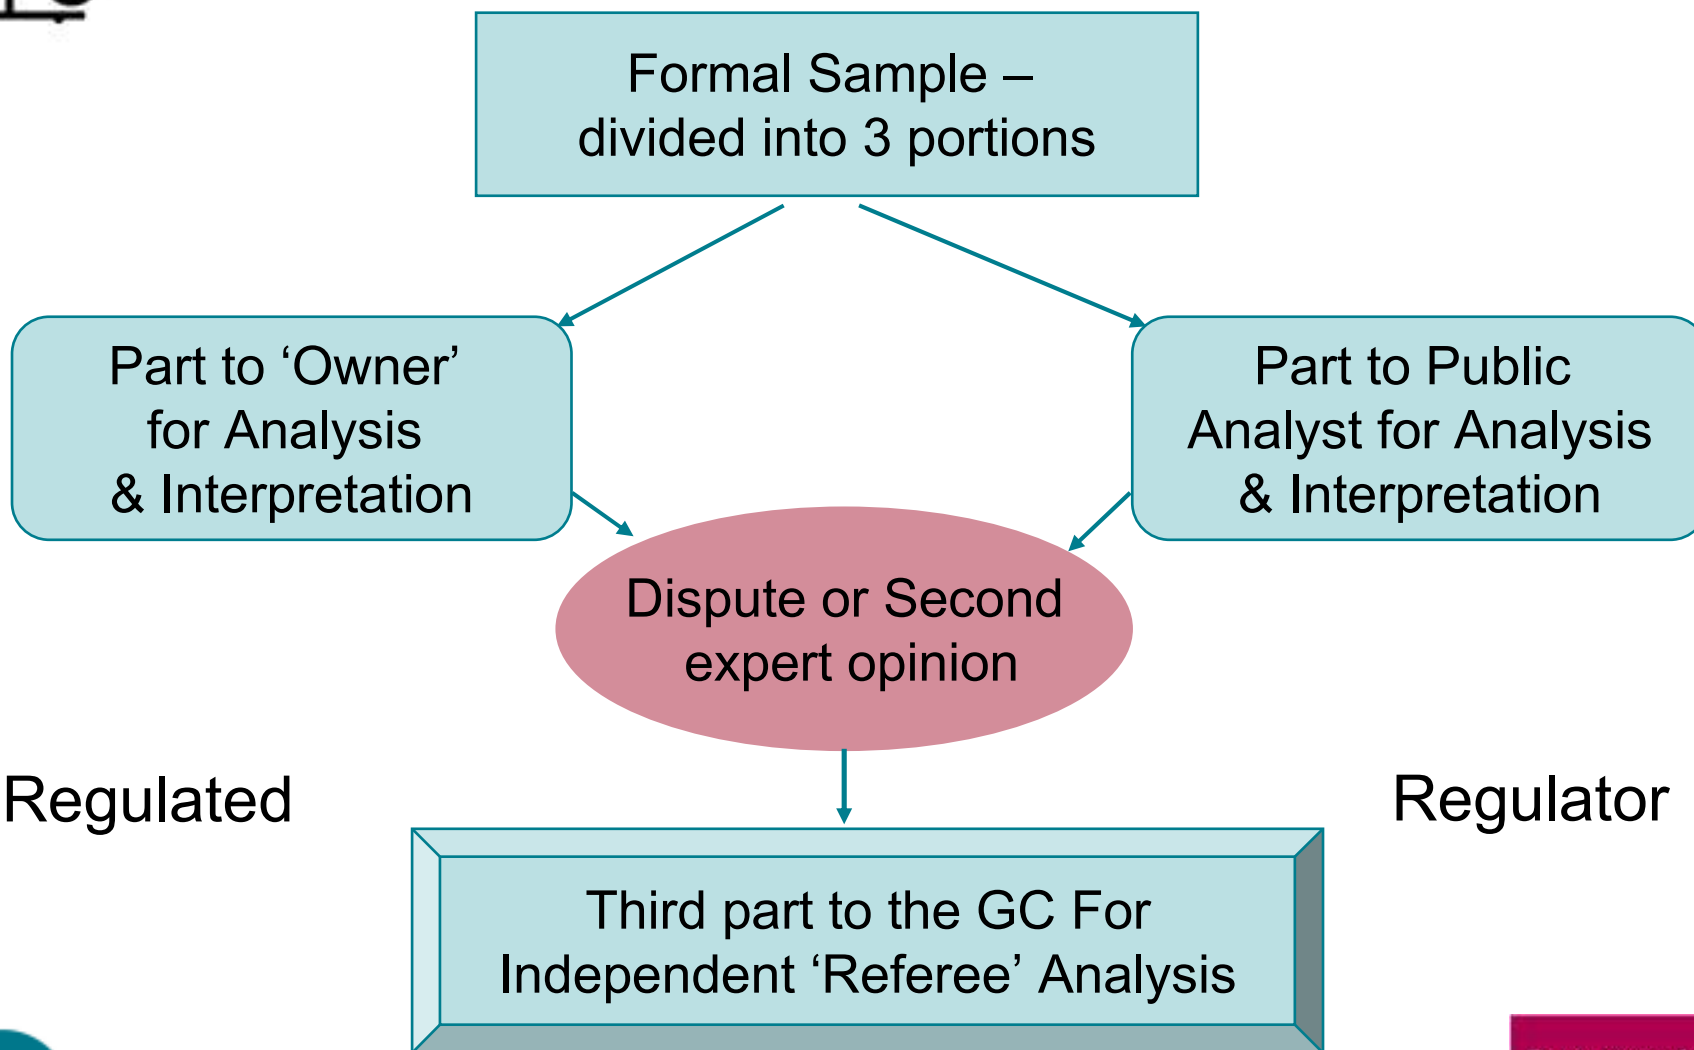 Formal Sample –
divided into 3 portions
Part to ‘Owner’
for Analysis
& Interpretation
Part to Public
Analyst for Analysis
& Interpretation
Dispute or Second
expert opinion
Regulated
Regulator
Third part to the GC For
Independent ‘Referee’ Analysis